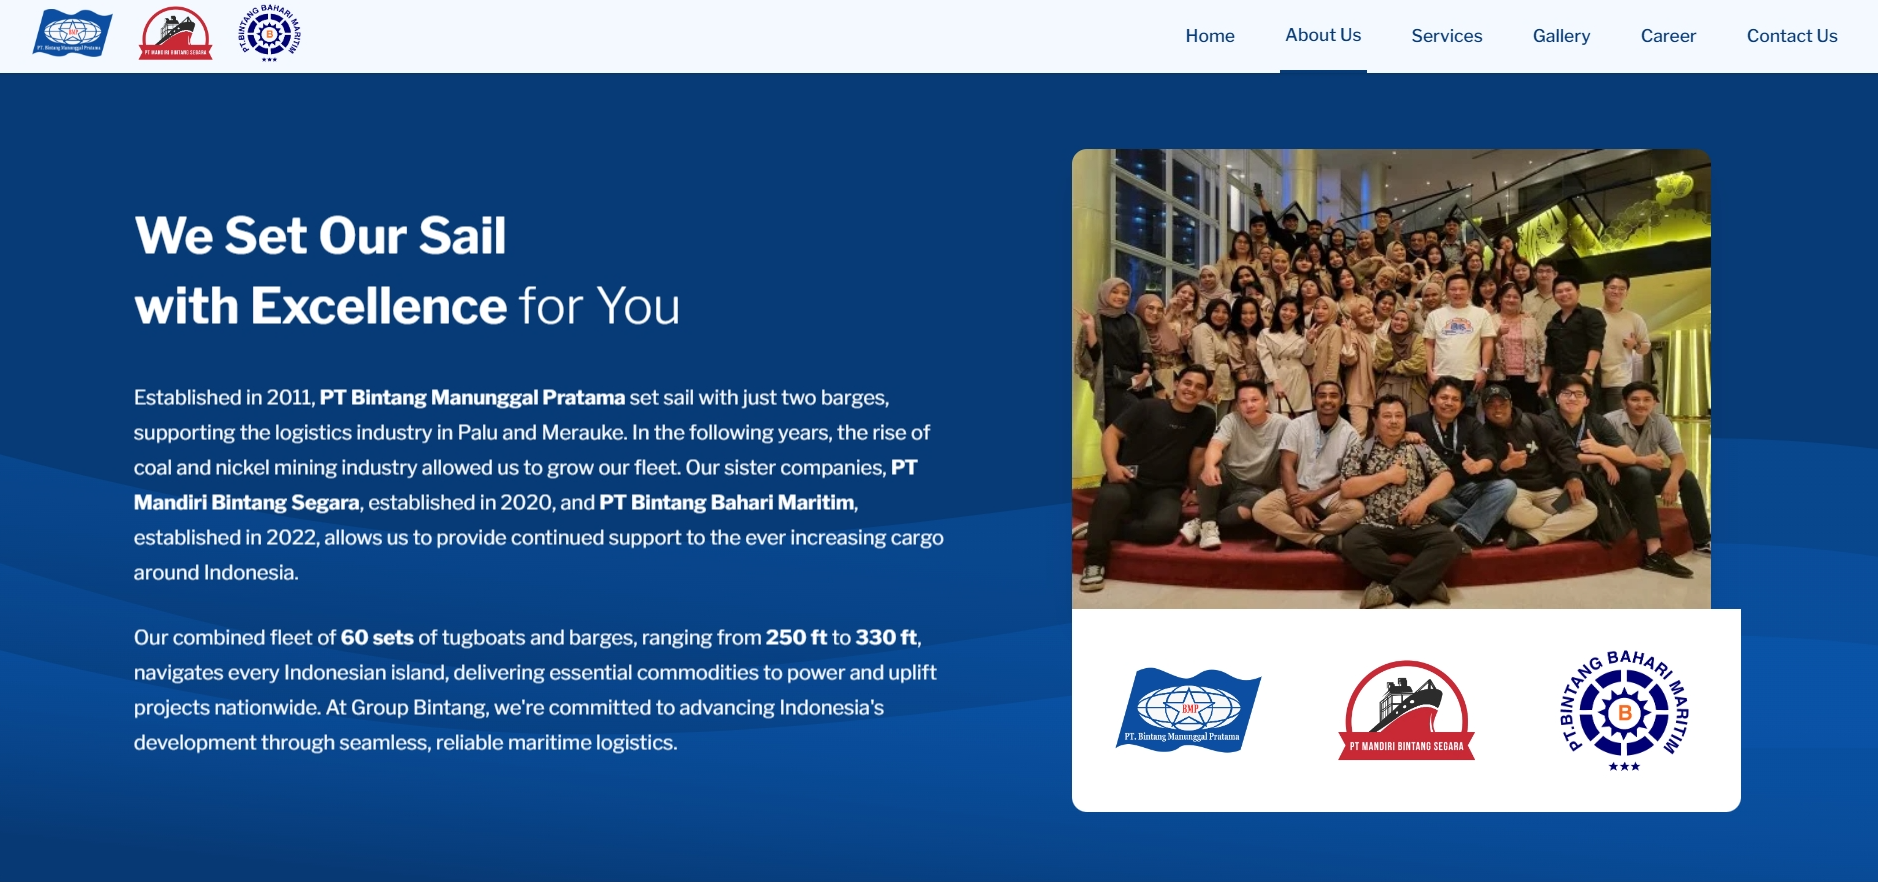 PT. Bintang Manunggal Pratama
BMP
PT MANDIRI BINTANG SEGARA
PT.BINTANG BAHARI MARITIM
B
Home
About Us
Services
Gallery
Career
Contact Us
We Set Our Sail
with Excellence for You
Established in 2011, PT Bintang Manunggal Pratama set sail with just two barges,
supporting the logistics industry in Palu and Merauke. In the following years, the rise of
coal and nickel mining industry allowed us to grow our fleet. Our sister companies, PT
Mandiri Bintang Segara, established in 2020, and PT Bintang Bahari Maritim,
established in 2022, allows us to provide continued support to the ever increasing cargo
around Indonesia.
Our combined fleet of 60 sets of tugboats and barges, ranging from 250 ft to 330 ft,
navigates every Indonesian island, delivering essential commodities to power and uplift
projects nationwide. At Group Bintang, we're committed to advancing Indonesia's
development through seamless, reliable maritime logistics.
BMP
PT. Bintang Manunggal Pratama
PT MANDIRI BINTANG SEGARA
PT.BINTANG BAHARI MARITIM
B